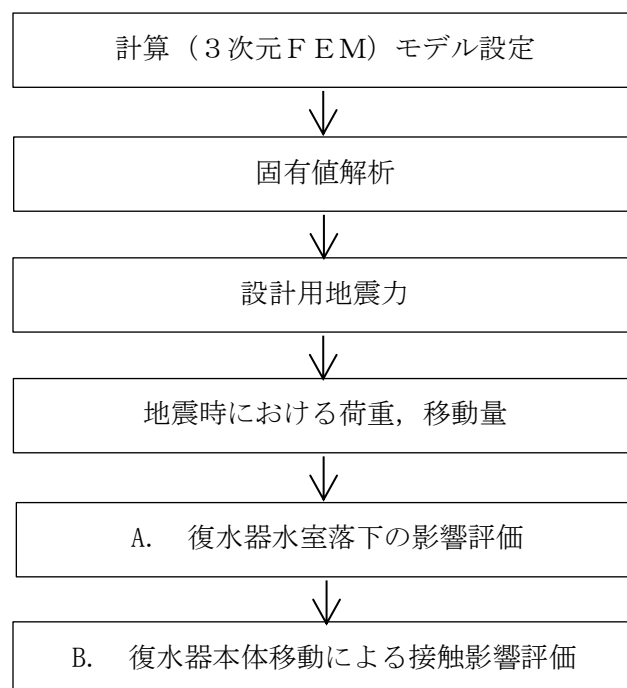 計算（３次元ＦＥＭ）モデル設定
固有値解析
設計用地震力
地震時における荷重，移動量
A.　復水器水室落下の影響評価
B.　復水器本体移動による接触影響評価